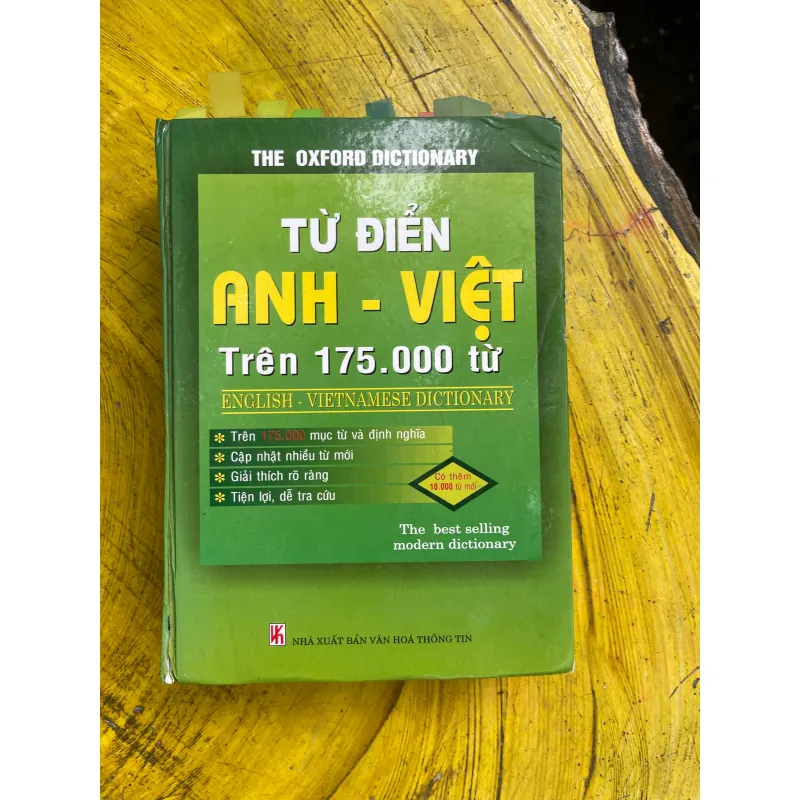 THE OXFORD DICTIONARY
TỪ ĐIỂN
ANH - VIỆT
Trên 175.000 từ
ENGLISH - VIETNAMESE DICTIONARY
Trên 175.000 mục từ và định nghĩa
Cập nhật nhiều từ mới
Giải thích rõ ràng
Tiện lợi, dễ tra cứu
Có thêm
10.000 từ mới
The best selling
modern dictionary
NHÀ XUẤT BẢN VĂN HOÁ THÔNG TIN